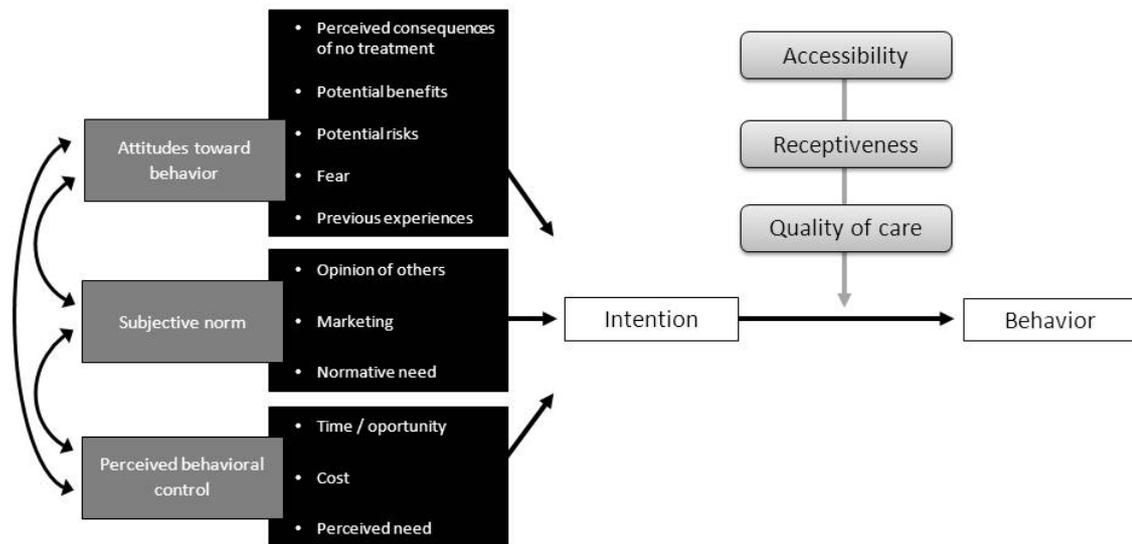 Attitudes toward
behavior
• Perceived consequences
of no treatment
• Potential benefits
• Potential risks
• Fear
• Previous experiences
Subjective norm
• Opinion of others
• Marketing
• Normative need
Perceived behavioral
control
• Time / oportunity
• Cost
• Perceived need
Intention
Accessibility
Receptiveness
Quality of care
Behavior